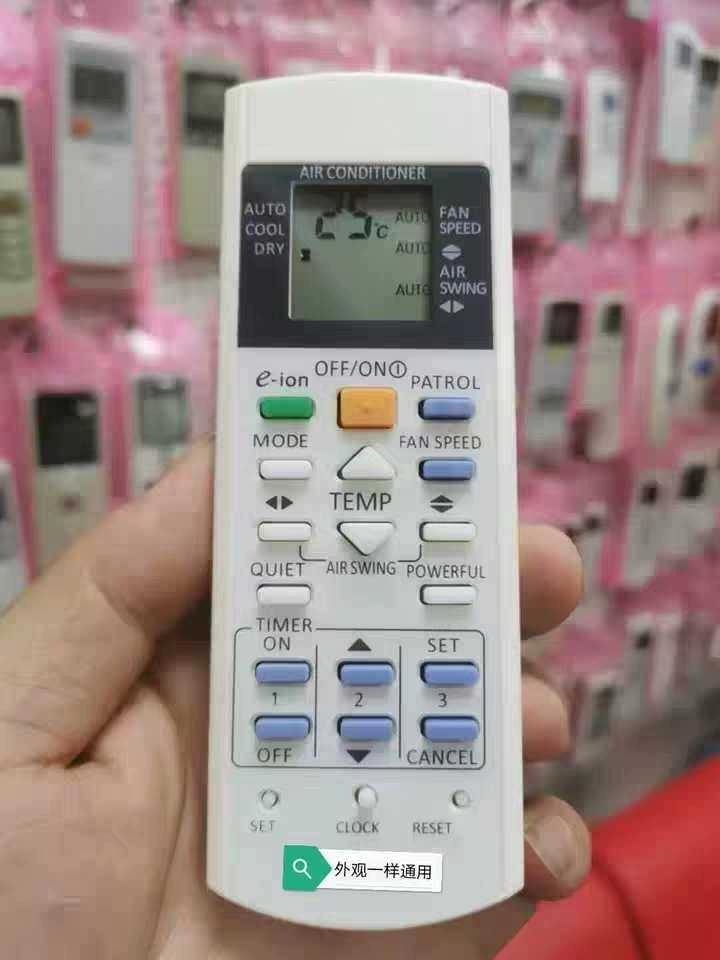 AIR CONDITIONER
AUTO
COOL
DRY
°C
AUTO
AUTO
AUTO
FAN
SPEED
AIR
SWING
OFF/ON
e-ion
PATROL
MODE
FAN SPEED
TEMP
QUIET
AIR SWING
POWERFUL
TIMER
ON
SET
1
2
3
OFF
CANCEL
SET
CLOCK
RESET
外观一样通用